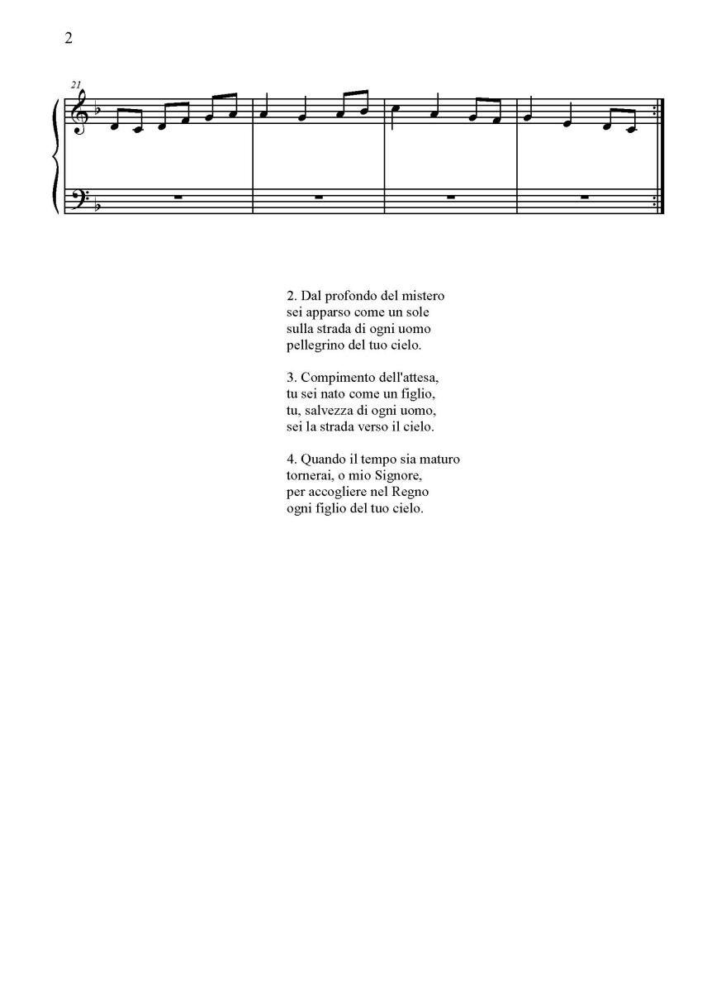 2
21
2. Dal profondo del mistero
sei apparso come un sole
sulla strada di ogni uomo
pellegrino del tuo cielo.
3. Compimento dell'attesa,
tu sei nato come un figlio,
tu, salvezza di ogni uomo,
sei la strada verso il cielo.
4. Quando il tempo sia maturo
tornerai, o mio Signore,
per accogliere nel Regno
ogni figlio del tuo cielo.